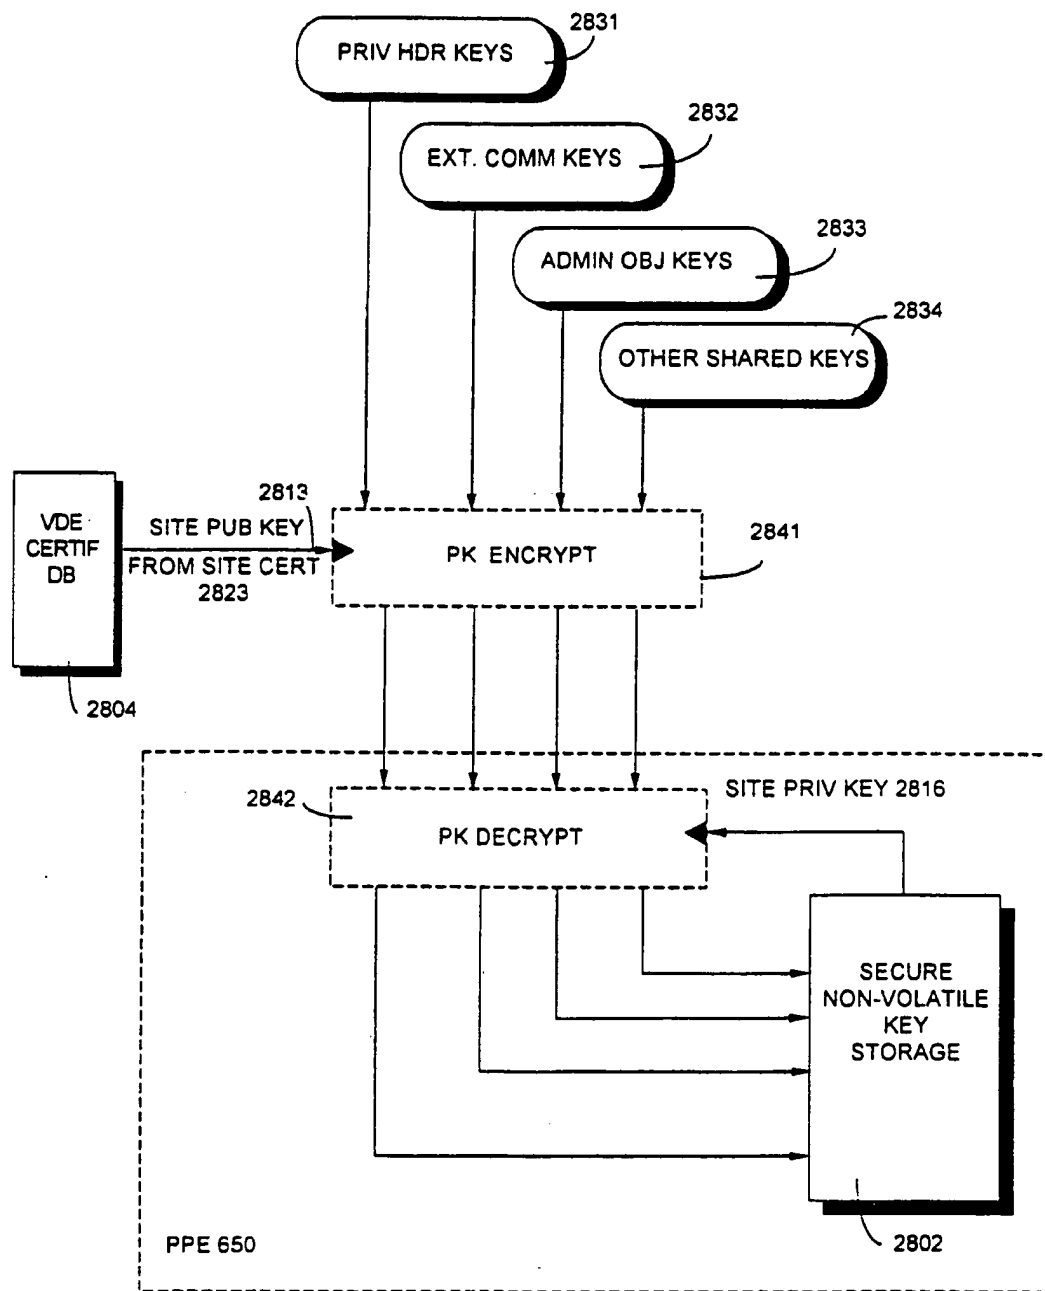 2831
PRIV HDR KEYS
2832
EXT. COMM KEYS
2833
ADMIN OBJ KEYS
2834
OTHER SHARED KEYS
VDE
CERTIF
DB
2813
SITE PUB KEY
FROM SITE CERT
2823
PK ENCRYPT
2841
2804
2842
SITE PRIV KEY 2816
PK DECRYPT
SECURE
NON-VOLATILE
KEY
STORAGE
2802
PPE 650